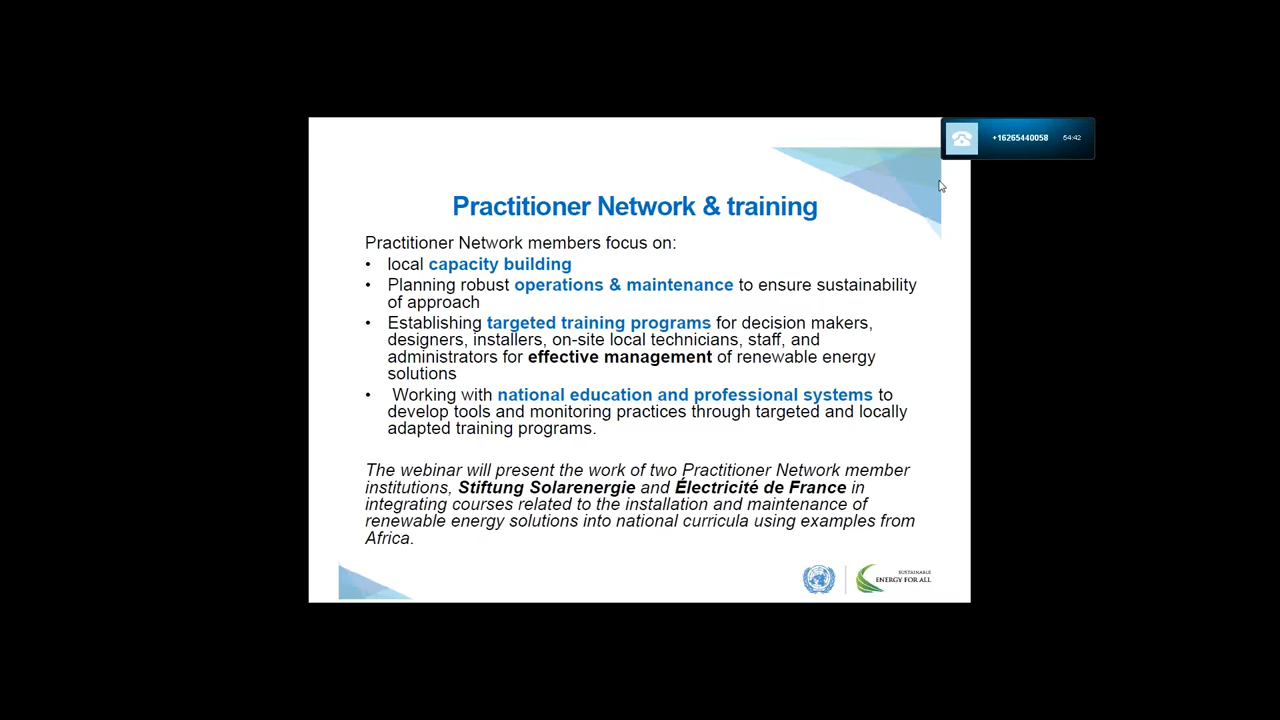 +16265440058 54:42
Practitioner Network & training
Practitioner Network members focus on:
• local capacity building
• Planning robust operations & maintenance to ensure sustainability
of approach
• Establishing targeted training programs for decision makers,
designers, installers, on-site local technicians, staff, and
administrators for effective management of renewable energy
solutions
• Working with national education and professional systems to
develop tools and monitoring practices through targeted and locally
adapted training programs.
The webinar will present the work of two Practitioner Network member
institutions, Stiftung Solarenergie and Électricité de France in
integrating courses related to the installation and maintenance of
renewable energy solutions into national curricula using examples from
Africa.
SUSTAINABLE
ENERGY FOR ALL